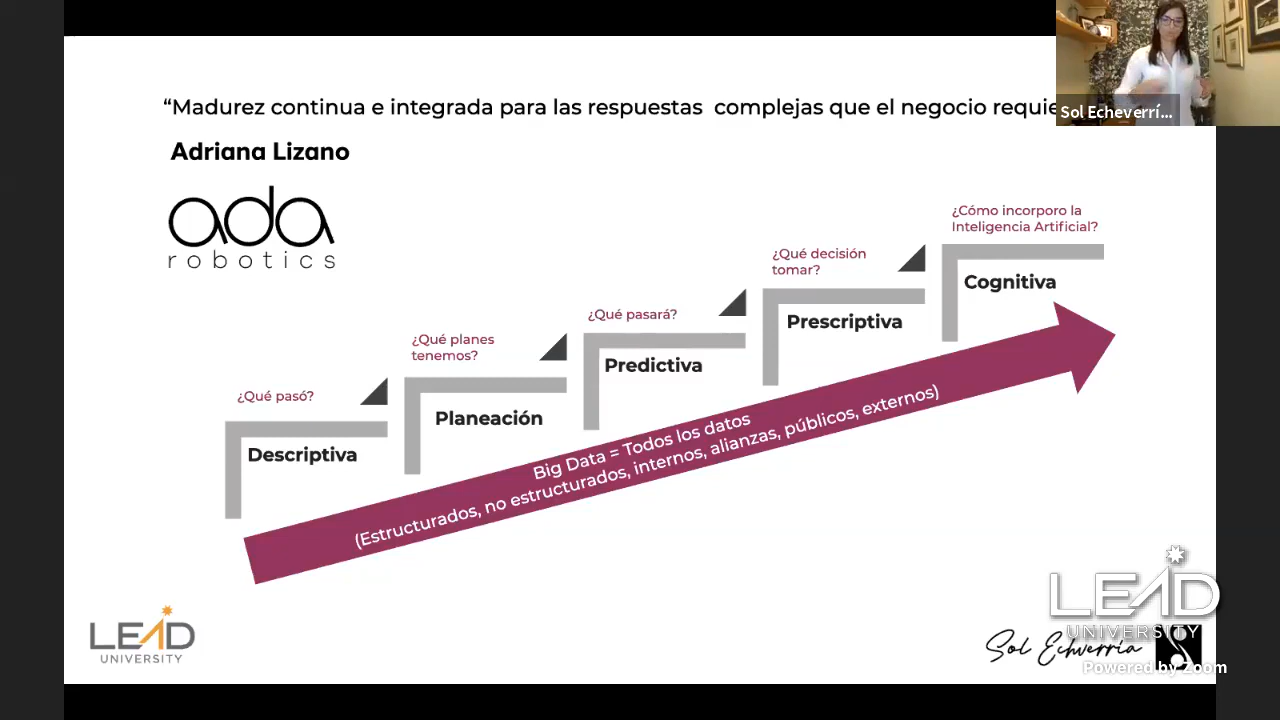 “Madurez continua e integrada para las respuestas complejas que el negocio
Sol Echeverrí...
Adriana Lizano
ada
robotics
¿Cómo incorporo la
Inteligencia Artificial?
Cognitiva
¿Qué decisión
tomar?
Prescriptiva
¿Qué pasará?
Predictiva
¿Qué planes
tenemos?
Planeación
¿Qué pasó?
Descriptiva
Big Data = Todos los datos
(Estructurados, no estructurados, internos, alianzas, públicos, externos)
LEAD
UNIVERSITY
Sol Echverría
LEAD
UNIVERSITY
Powered by Zoom